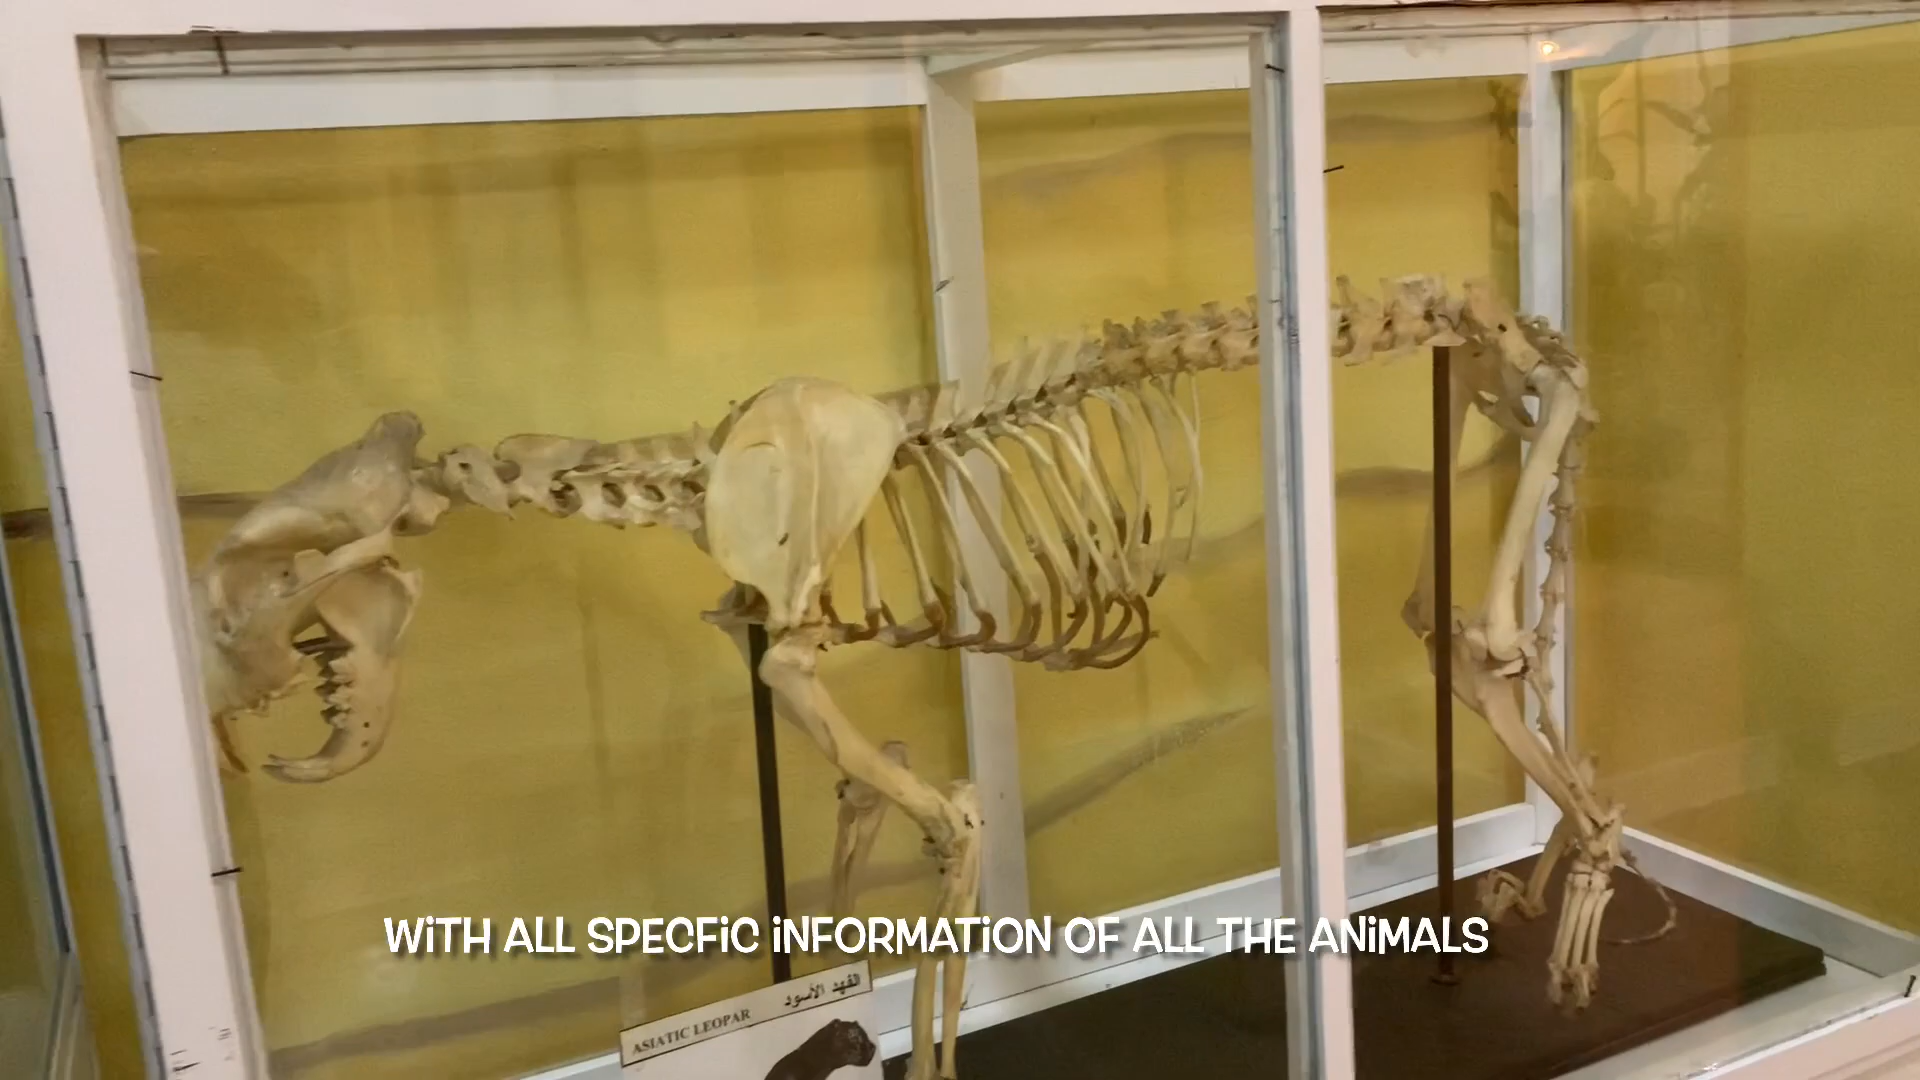 WITH ALL SPECFIC INFORMATION OF ALL THE ANIMALS
الفهد الأسود
ASIATIC LEOPAR